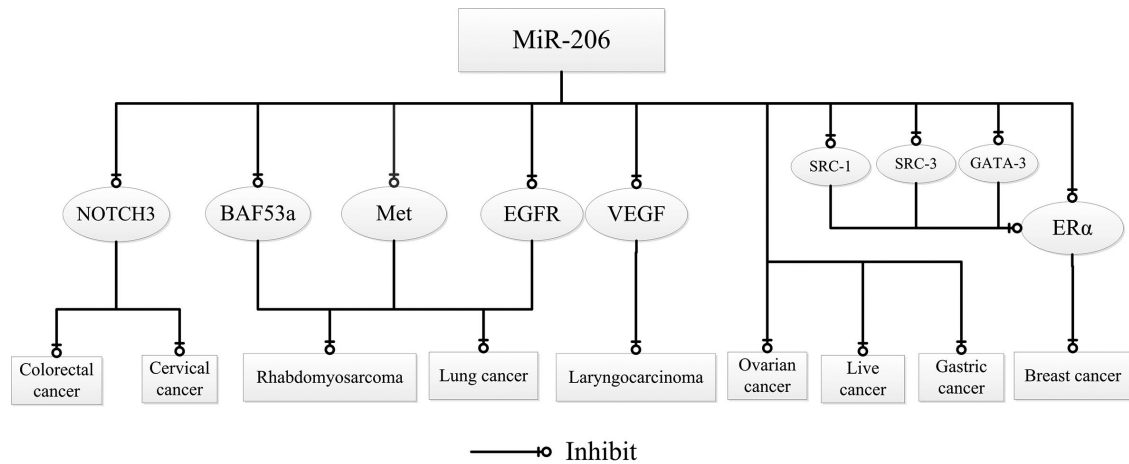 MiR-206
SRC-1
SRC-3
GATA-3
NOTCH3
BAF53a
Met
EGFR
VEGF
ERα
Colorectal
cancer
Cervical
cancer
Rhabdomyosarcoma
Lung cancer
Laryngocarcinoma
Ovarian
cancer
Live
cancer
Gastric
cancer
Breast cancer
Inhibit